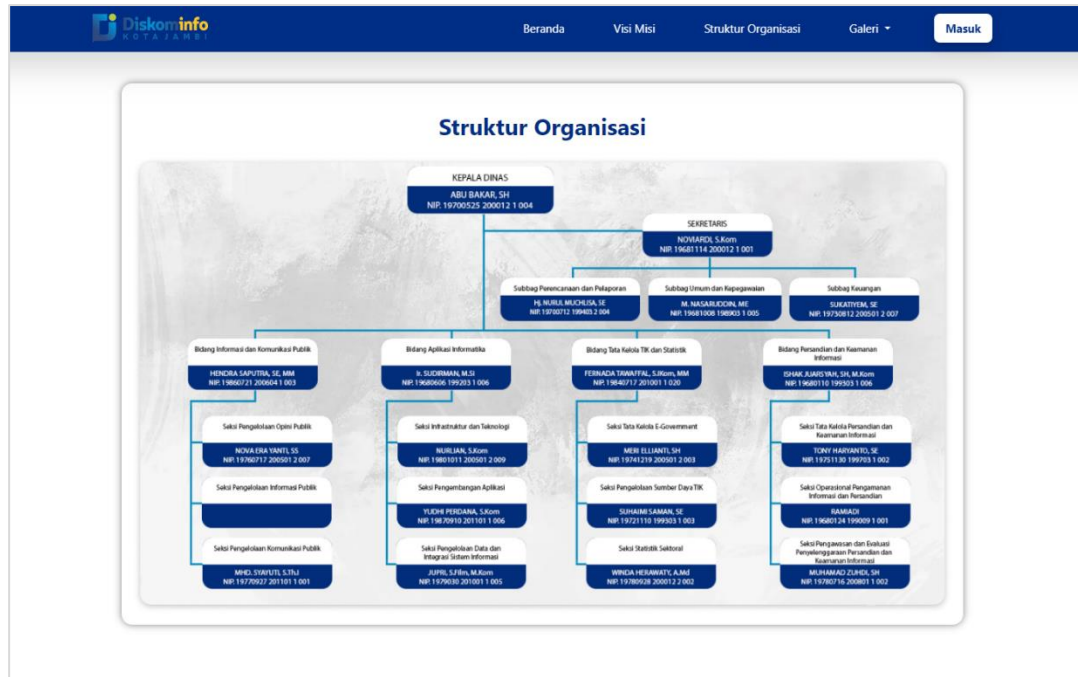 Diskominfo
KOTA JAMBI
Beranda
Visi Misi
Struktur Organisasi
Galeri
Masuk
Struktur Organisasi
KEPALA DINAS
ABU BAKAR, SH
NIP. 19700525 200012 1 004
SEKRETARIS
NOVIARDI, S.Kom
NIP. 19681114 200012 1 001
Subbag Perencanaan dan Pelaporan
Hj. NURUL MUCHLISA, SE
NIP. 19700712 199403 2 004
Subbag Umum dan Kepegawaian
M. NASARUDDIN, ME
NIP. 19681008 198903 1 005
Subbag Keuangan
SUKATIYEM, SE
NIP. 19730812 200501 2 007
Bidang Informasi dan Komunikasi Publik
HENDRA SAPUTRA, SE, MM
NIP. 19860721 200604 1 003
Seksi Pengelolaan Opini Publik
NOVA ERA YANTI, SS
NIP. 19760717 200501 2 007
Seksi Pengelolaan Informasi Publik
Seksi Pengelolaan Komunikasi Publik
MHD. SYAYUTI, S.Th.I
NIP. 19770927 201101 1 001
Bidang Aplikasi Informatika
Ir. SUDIRMAN, M.SI
NIP. 19680606 199203 1 006
Seksi Infrastruktur dan Teknologi
NURLIAN, S.Kom
NIP. 19801011 200501 2 009
Seksi Pengembangan Aplikasi
YUDHI PERDANA, S.Kom
NIP. 19870910 201101 1 006
Seksi Pengelolaan Data dan
Integrasi Sistem Informasi
JUPRI, S.Film, M.Kom
NIP. 1979030 201001 1 005
Bidang Tata Kelola TIK dan Statistik
FERNADA TAWAFFAL, S.IKom, MM
NIP. 19840717 201001 1 020
Seksi Tata Kelola E-Government
MERI ELLIANTI, SH
NIP. 19741219 200501 2 003
Seksi Pengelolaan Sumber Daya TIK
SUHAIMI SAMAN, SE
NIP. 19721110 199303 1 003
Seksi Statistik Sektoral
WINDA HERAWATY, A.Md
NIP. 19780928 200012 2 002
Bidang Persandian dan Keamanan
Informasi
ISHAK JUARSYAH, SH, M.Kom
NIP. 19680110 199303 1 006
Seksi Tata Kelola Persandian dan
Keamanan Informasi
TONY HARYANTO, SE
NIP. 19751130 199703 1 002
Seksi Operasional Pengamanan
Informasi dan Persandian
RAMIADI
NIP. 19680124 199009 1 001
Seksi Pengawasan dan Evaluasi
Penyelenggaraan Persandian dan
Keamanan Informasi
MUHAMAD ZUHDI, SH
NIP. 19780716 200801 1 002